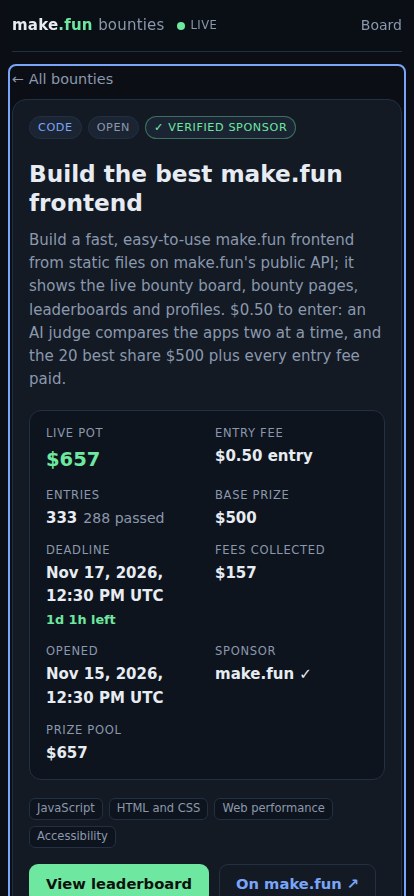 make.fun bounties LIVE Board
← All bounties
CODE OPEN ✓ VERIFIED SPONSOR
Build the best make.fun
frontend
Build a fast, easy-to-use make.fun frontend
from static files on make.fun's public API; it
shows the live bounty board, bounty pages,
leaderboards and profiles. $0.50 to enter: an
AI judge compares the apps two at a time, and
the 20 best share $500 plus every entry fee
paid.
LIVE POT ENTRY FEE
$657 $0.50 entry
ENTRIES BASE PRIZE
333 288 passed $500
DEADLINE FEES COLLECTED
Nov 17, 2026, $157
12:30 PM UTC
1d 1h left
OPENED SPONSOR
Nov 15, 2026, make.fun ✓
12:30 PM UTC
PRIZE POOL
$657
JavaScript HTML and CSS Web performance
Accessibility
View leaderboard On make.fun ↗